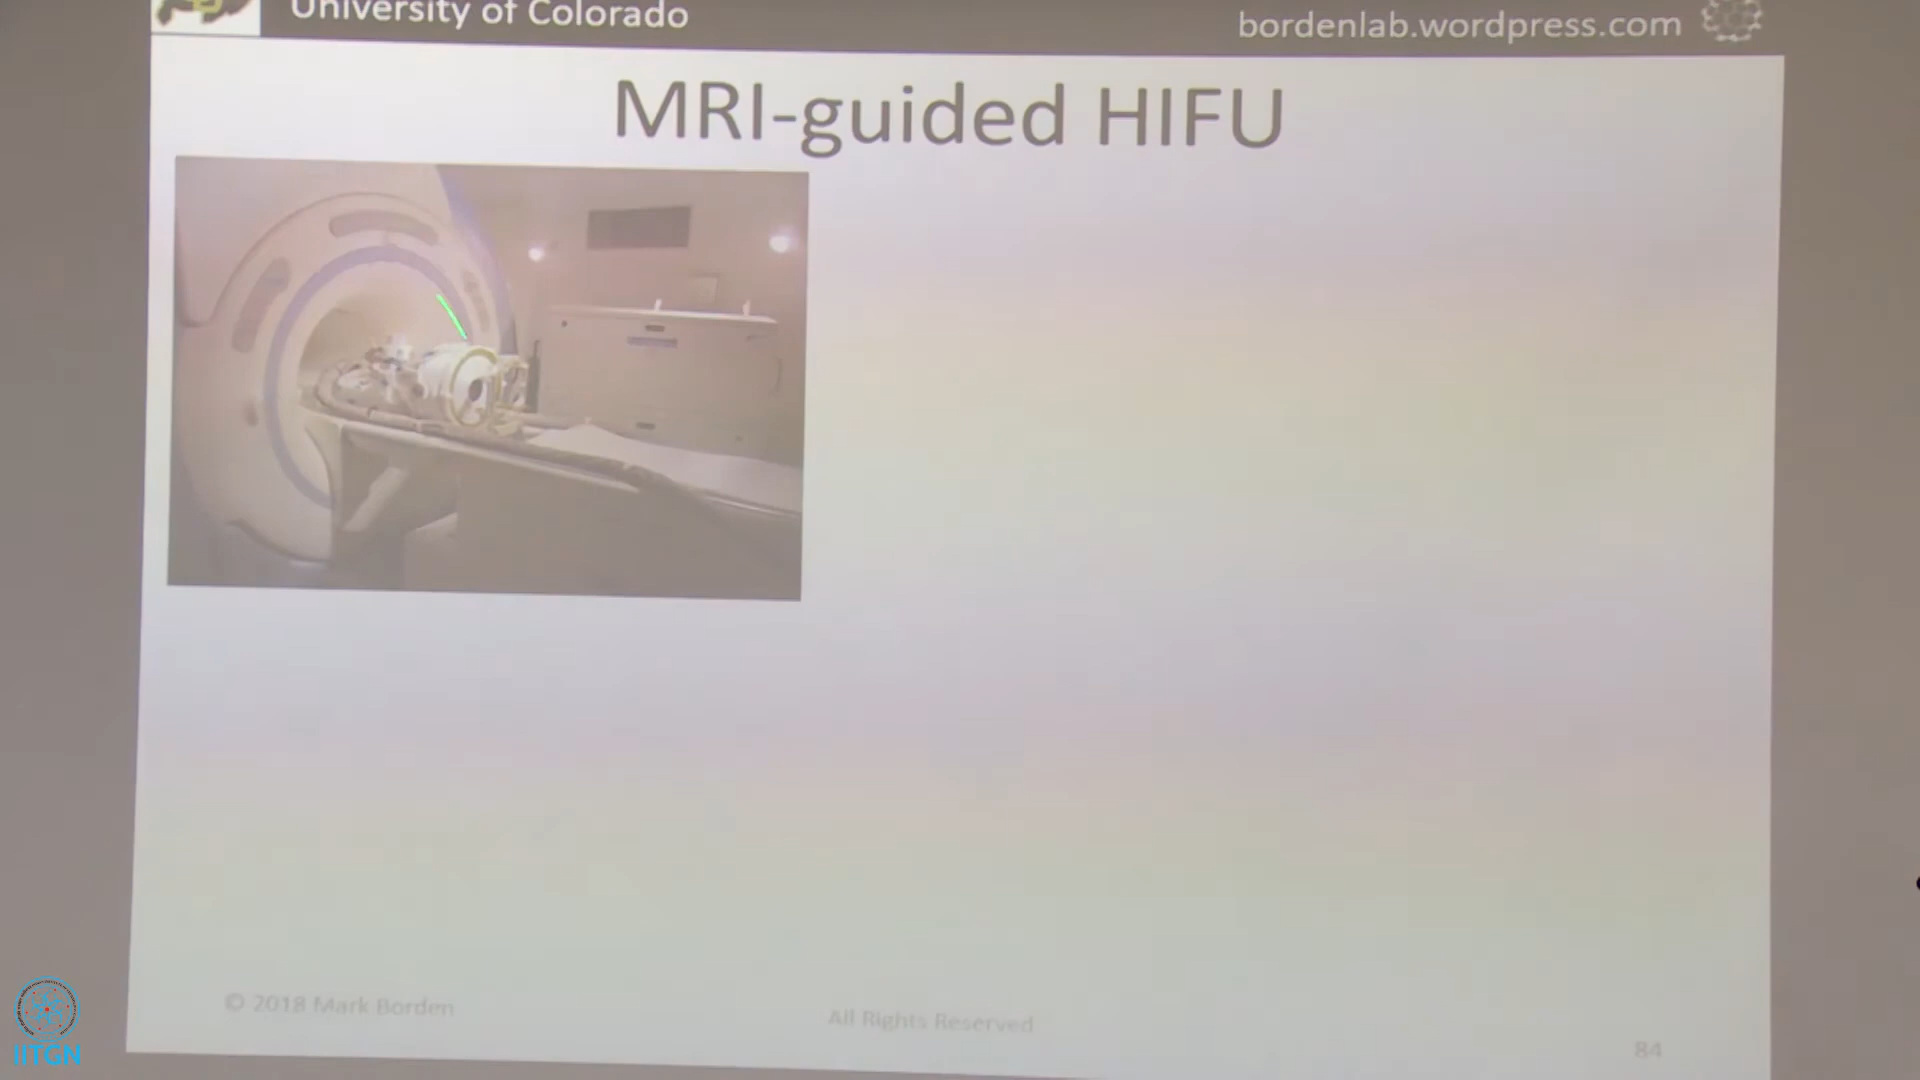 University of Colorado
bordenlab.wordpress.com
MRI-guided HIFU
© 2018 Mark Borden
All Rights Reserved
84
IITGN